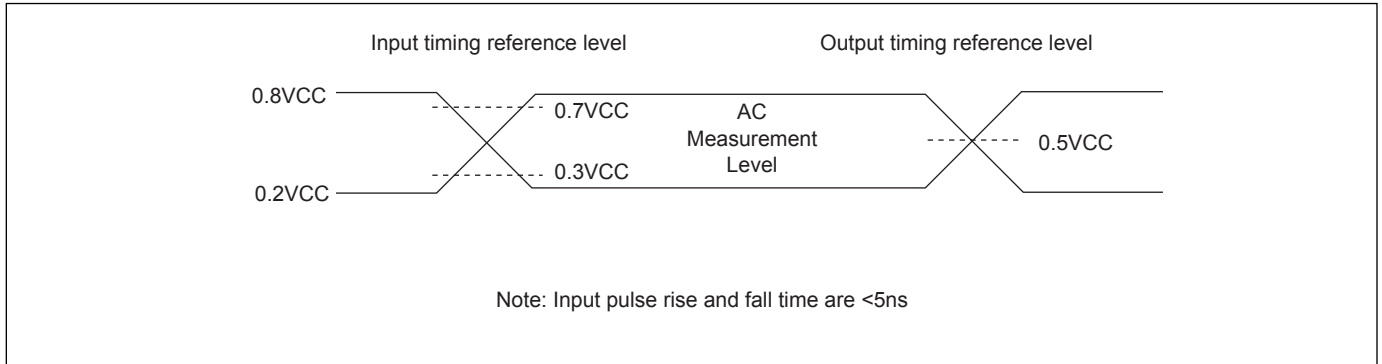 Input timing reference level
Output timing reference level
0.8VCC
0.7VCC
AC
Measurement
Level
0.5VCC
0.3VCC
0.2VCC
Note: Input pulse rise and fall time are <5ns